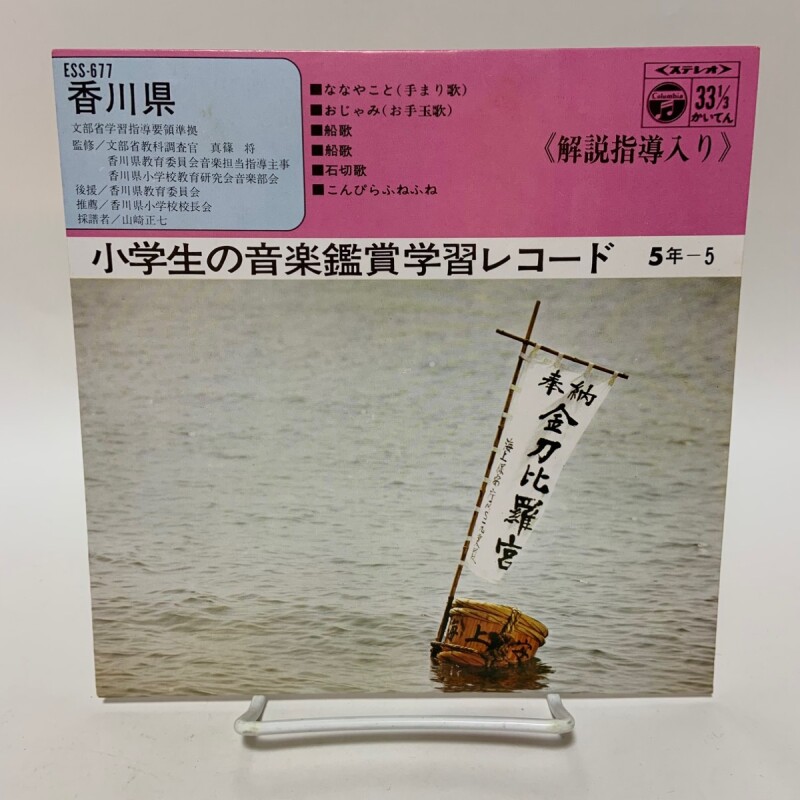 ESS-677
香川県
文部省学習指導要領準拠
監修／文部省教科調査官　真篠　将
香川県教育委員会音楽担当指導主事
香川県小学校教育研究会音楽部会
後援／香川県教育委員会
推薦／香川県小学校校長会
採譜者／山崎正七
■ななやこと(手まり歌)
■おじゃみ(お手玉歌)
■船歌
■船歌
■石切歌
■こんぴらふねふね
〈ステレオ〉
Columbia
33⅓
かいてん
《解説指導入り》
小学生の音楽鑑賞学習レコード　5年－5
奉納
金刀比羅宮
上